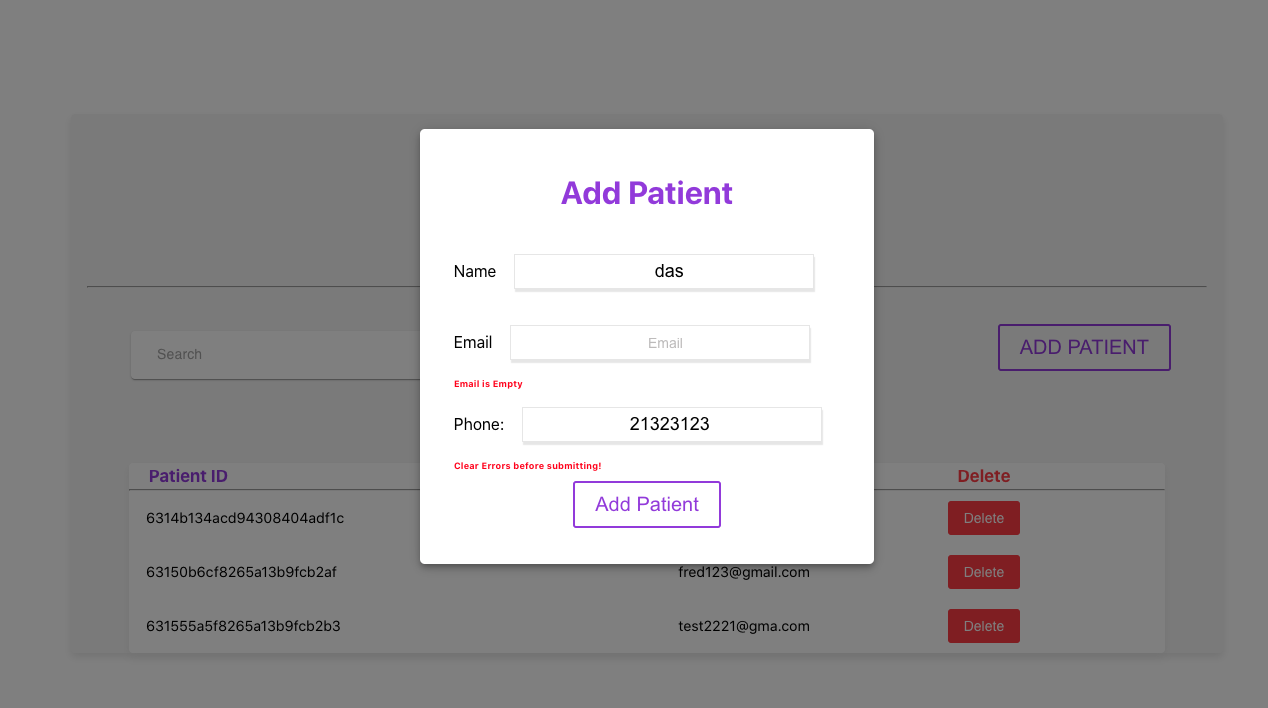 Add Patient
Name das
Email Email
Email is Empty
Phone: 21323123
Clear Errors before submitting!
Add Patient
Search
ADD PATIENT
Patient ID Delete
6314b134acd94308404adf1c Delete
63150b6cf8265a13b9fcb2af fred123@gmail.com Delete
631555a5f8265a13b9fcb2b3 test2221@gma.com Delete